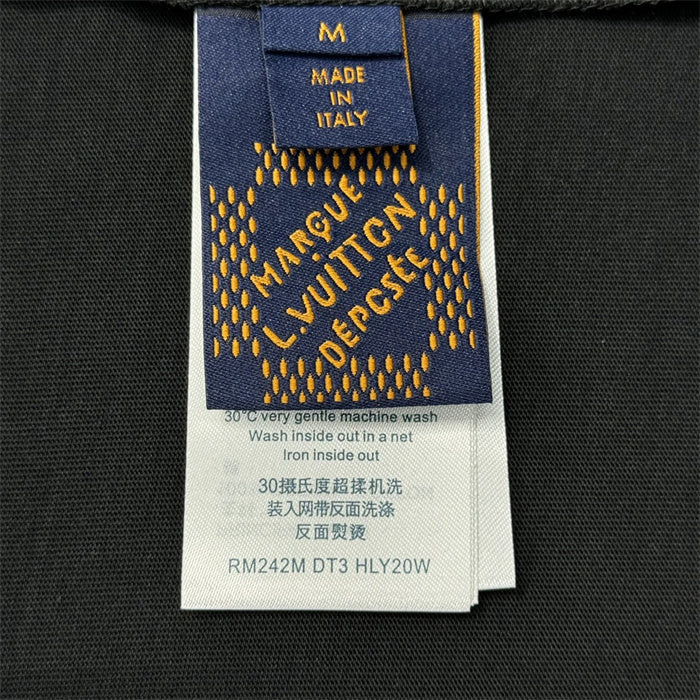 M
MADE
IN
ITALY
MARQUE
L.VUITTON
DÉPOSÉE
30°C very gentle machine wash
Wash inside out in a net
Iron inside out
30摄氏度超揉机洗
装入网带反面洗涤
反面熨烫
RM242M DT3 HLY20W